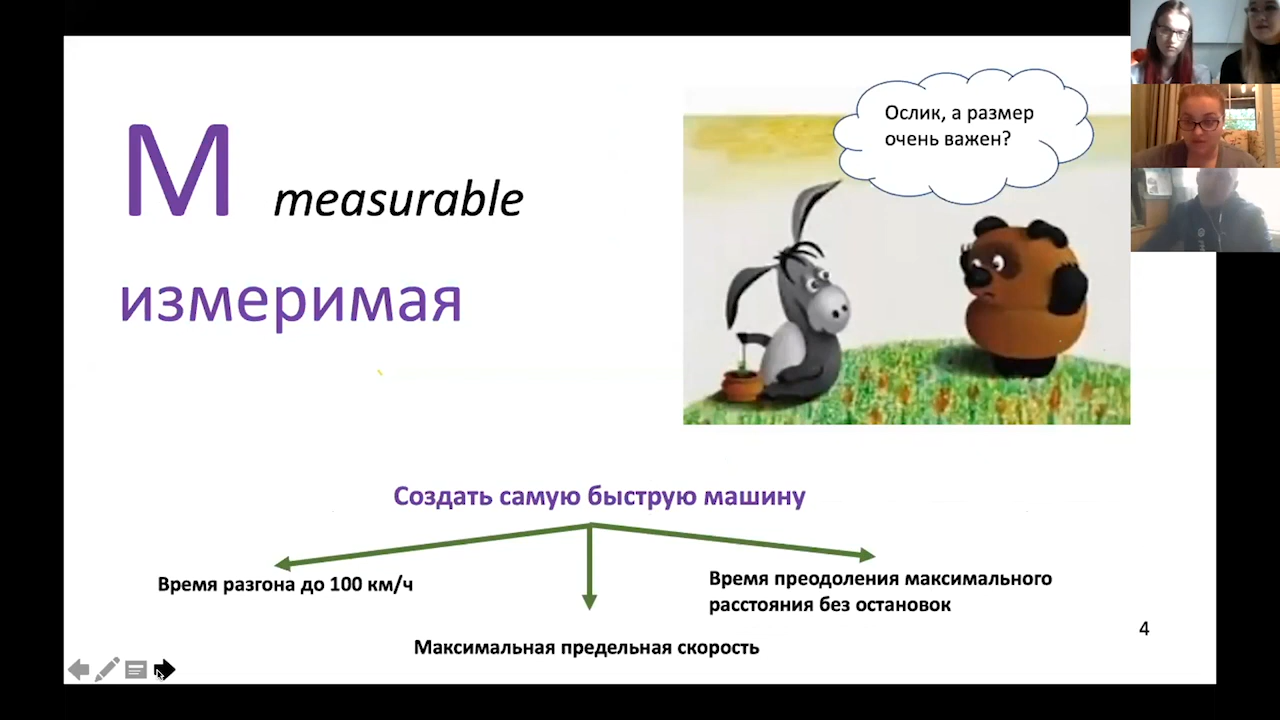 М measurable
измеримая
Ослик, а размер
очень важен?
Создать самую быструю машину
Время разгона до 100 км/ч
Время преодоления максимального
расстояния без остановок
Максимальная предельная скорость
4